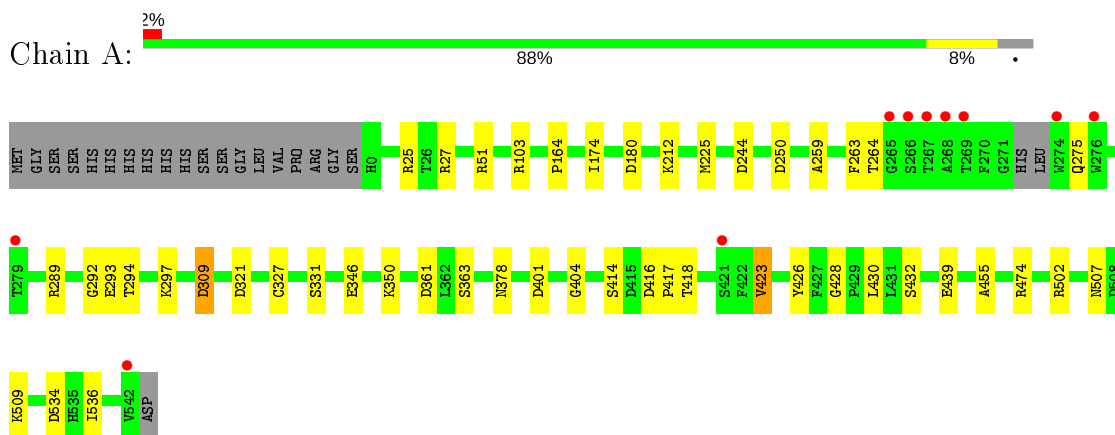 2%
Chain A:
88% 8% •
MET GLY SER SER HIS HIS HIS HIS HIS HIS SER SER GLY LEU VAL PRO ARG GLY SER H0 R25 T26 R27 R51 R103 P164 I174 D180 K212 M225 D244 D250 A259 F263 T264 G265 S266 T267 A268 T269 F270 G271 HIS LEU W274 Q275 W276
T279 R289 G292 E293 T294 K297 D309 D321 C327 S331 E346 K350 D361 L362 S363 N378 D401 G404 S414 D415 D416 P417 T418 S421 F422 V423 Y426 F427 G428 P429 L430 L431 S432 E439 A455 R474 R502 N507 D508
K509 D534 H535 I536 V542 ASP